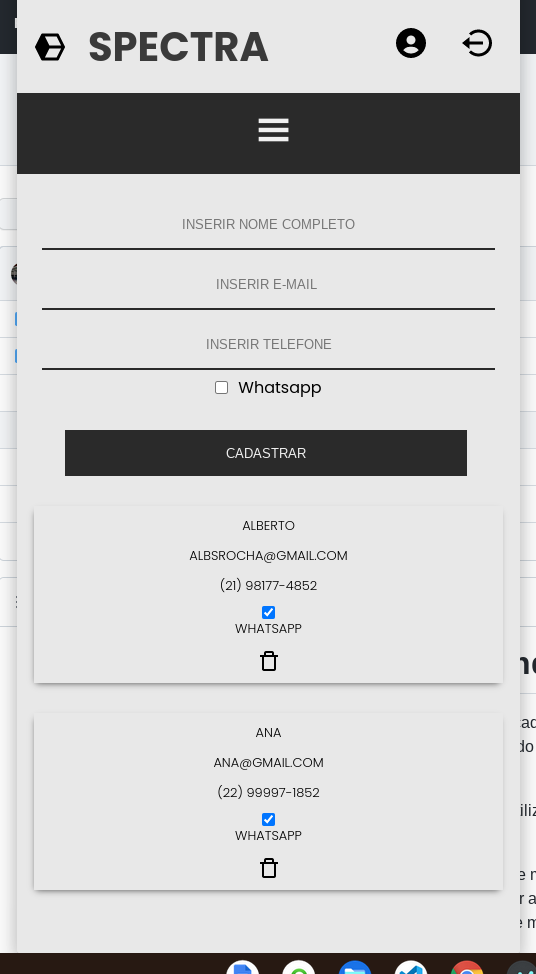 SPECTRA
INSERIR NOME COMPLETO
INSERIR E-MAIL
INSERIR TELEFONE
Whatsapp
CADASTRAR
ALBERTO
ALBSROCHA@GMAIL.COM
(21) 98177-4852
WHATSAPP
ANA
ANA@GMAIL.COM
(22) 99997-1852
WHATSAPP